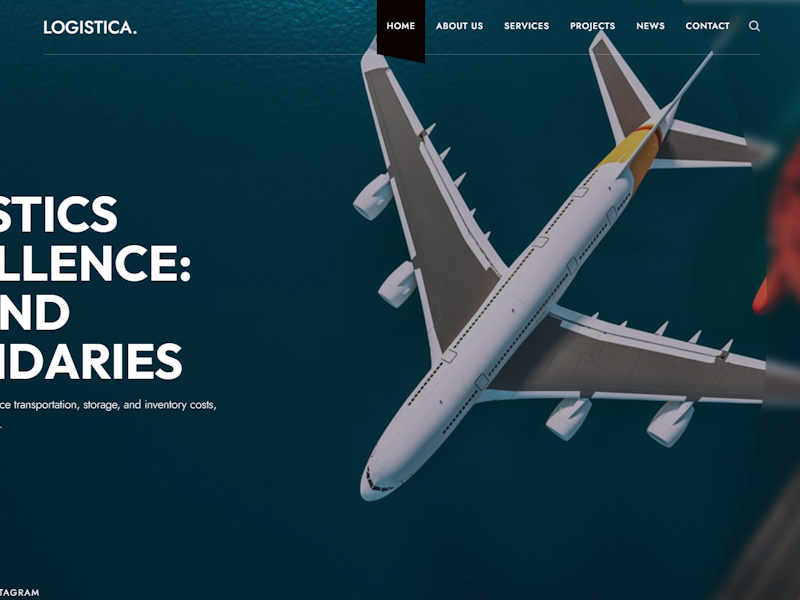 LOGISTICA.
HOME ABOUT US SERVICES PROJECTS NEWS CONTACT
STICS
LLENCE:
ND
NDARIES
ce transportation, storage, and inventory costs,
.
TAGRAM